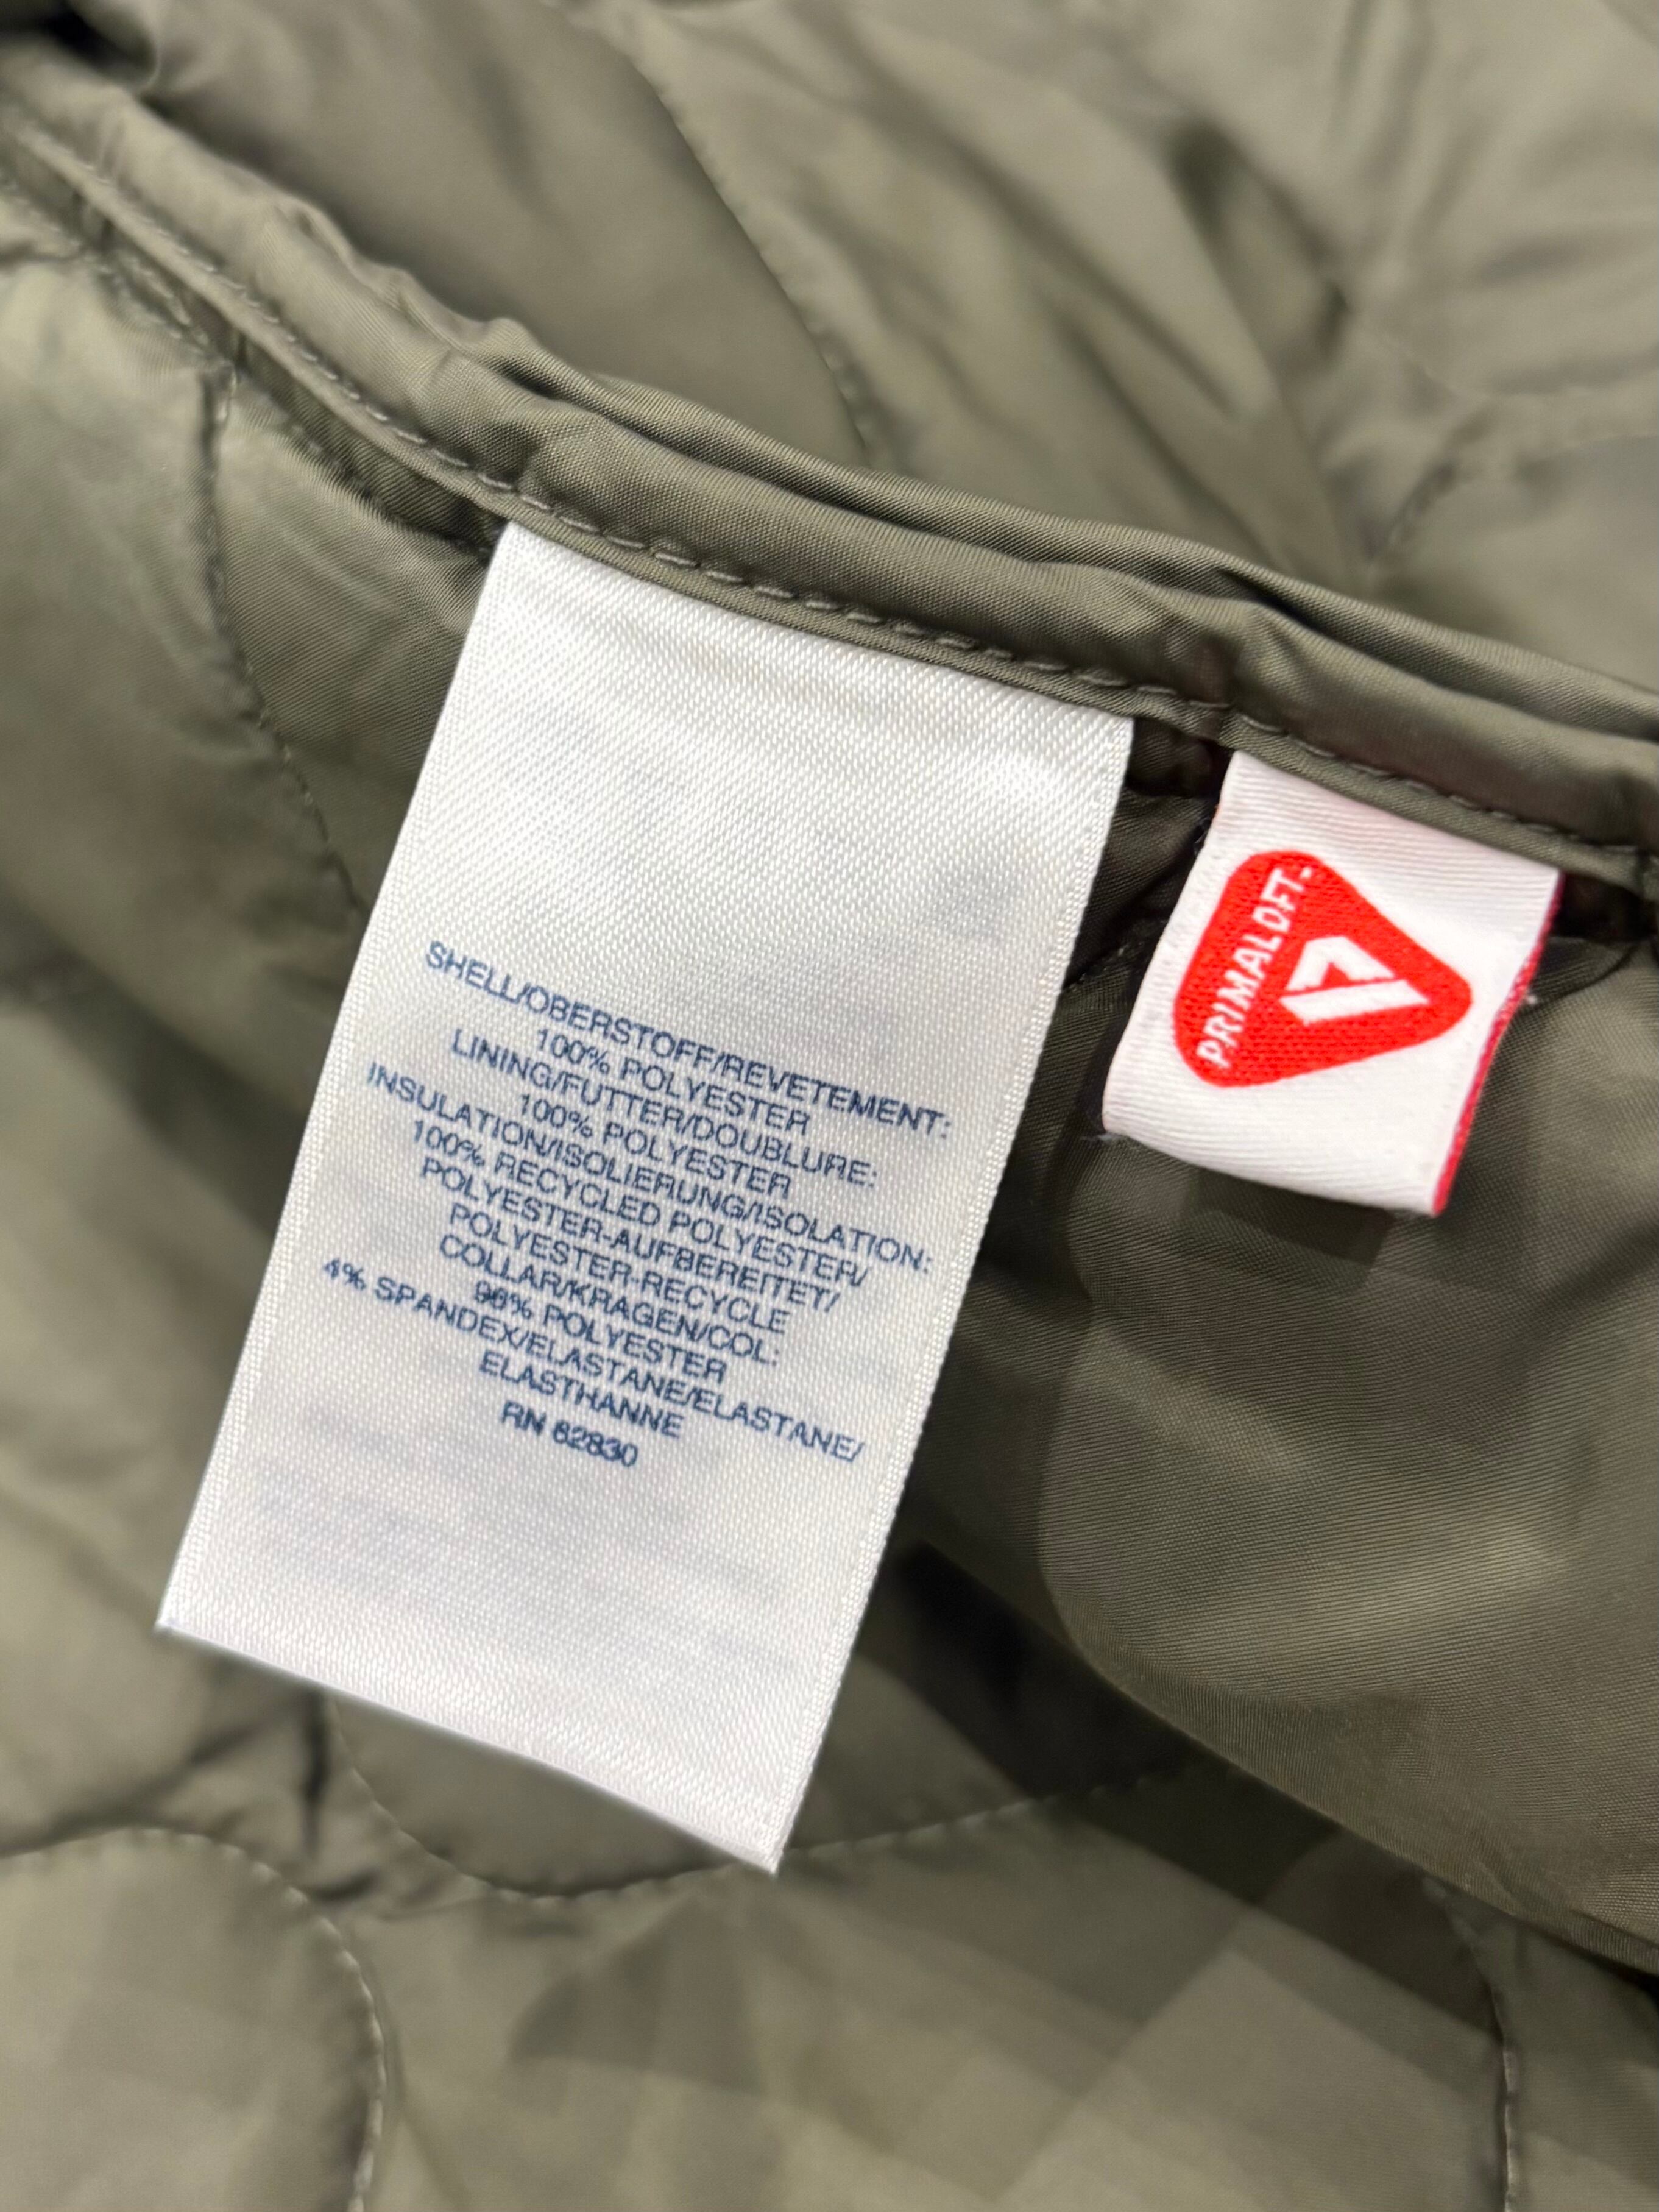 SHELL/OBERSTOFF/REVETEMENT:
100% POLYESTER
LINING/FUTTER/DOUBLURE:
100% POLYESTER
INSULATION/ISOLIERUNG/ISOLATION:
100% RECYCLED POLYESTER/
POLYESTER-AUFBEREITET/
POLYESTER-RECYCLE
COLLAR/KRAGEN/COL:
96% POLYESTER
4% SPANDEX/ELASTANE/ELASTANE/
ELASTHANNE
RN 62830
PRIMALOFT